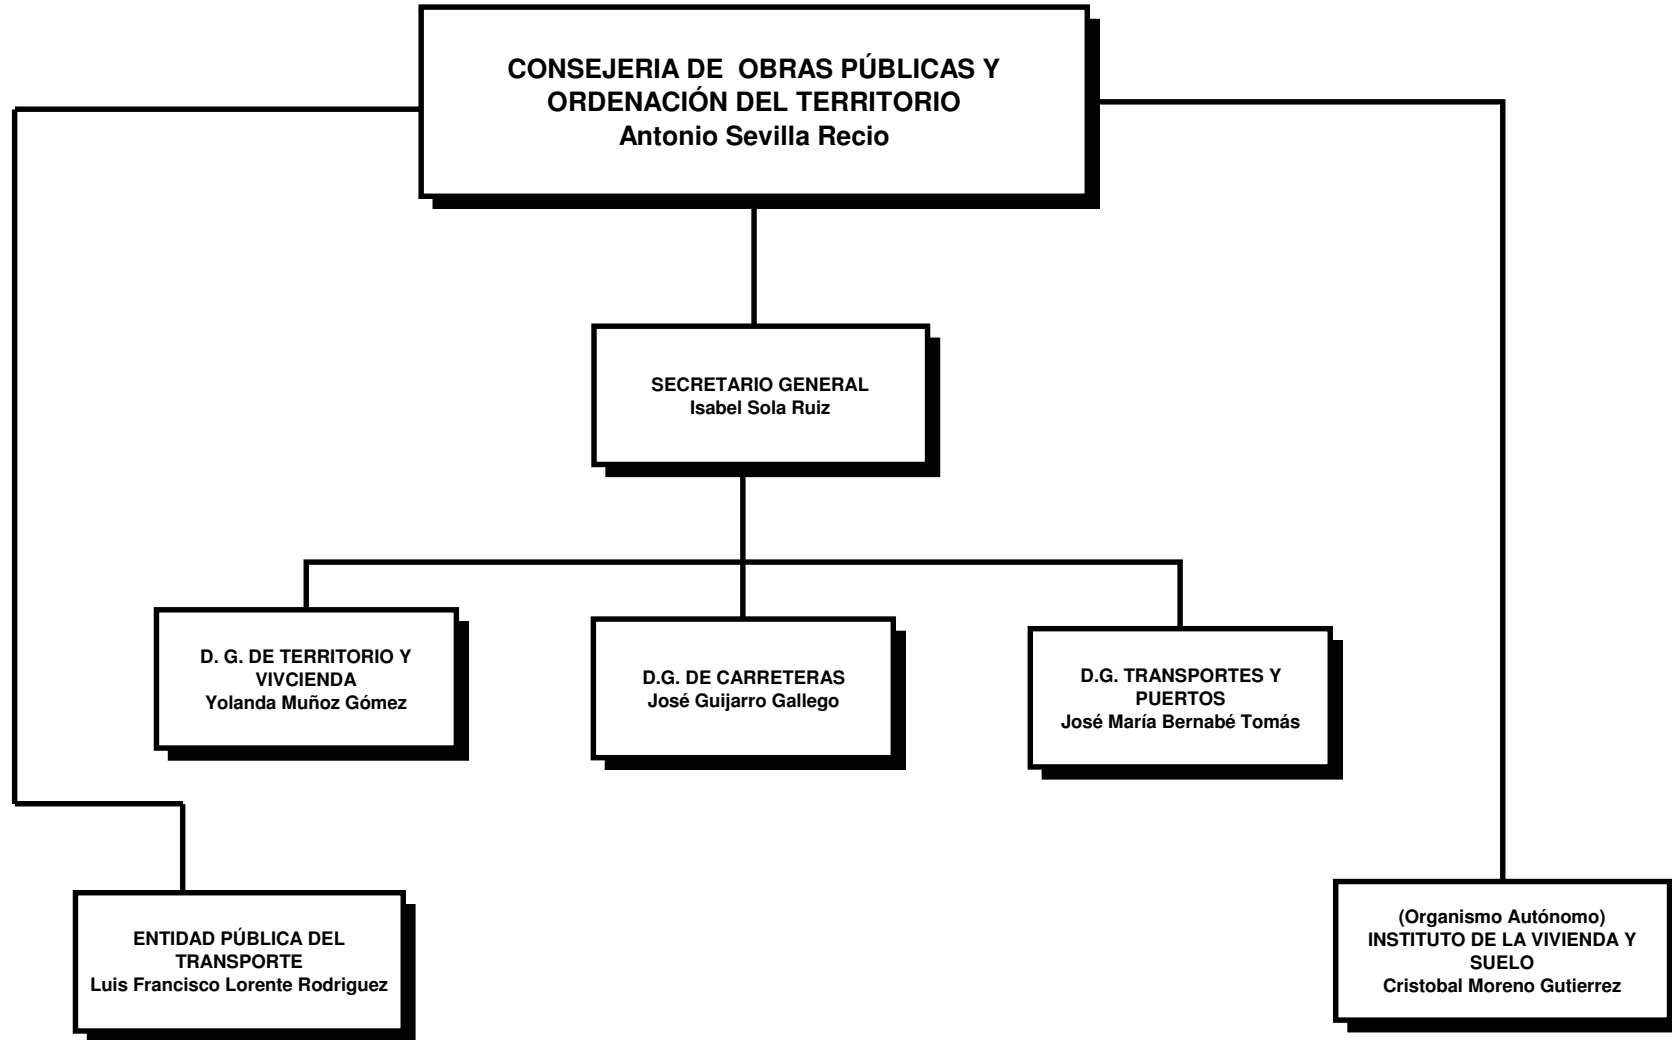 CONSEJERIA DE  OBRAS PÚBLICAS Y
ORDENACIÓN DEL TERRITORIO
Antonio Sevilla Recio
SECRETARIO GENERAL
Isabel Sola Ruiz
D. G. DE TERRITORIO Y
VIVCIENDA
Yolanda Muñoz Gómez
D.G. DE CARRETERAS
José Guijarro Gallego
D.G. TRANSPORTES Y
PUERTOS
José María Bernabé Tomás
ENTIDAD PÚBLICA DEL
TRANSPORTE
Luis Francisco Lorente Rodriguez
(Organismo Autónomo)
INSTITUTO DE LA VIVIENDA Y
SUELO
Cristobal Moreno Gutierrez